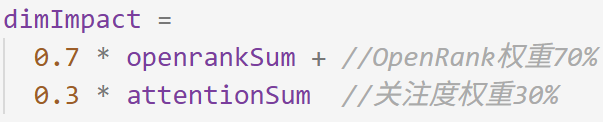 dimImpact =
0.7 * openrankSum + //OpenRank权重70%
0.3 * attentionSum //关注度权重30%